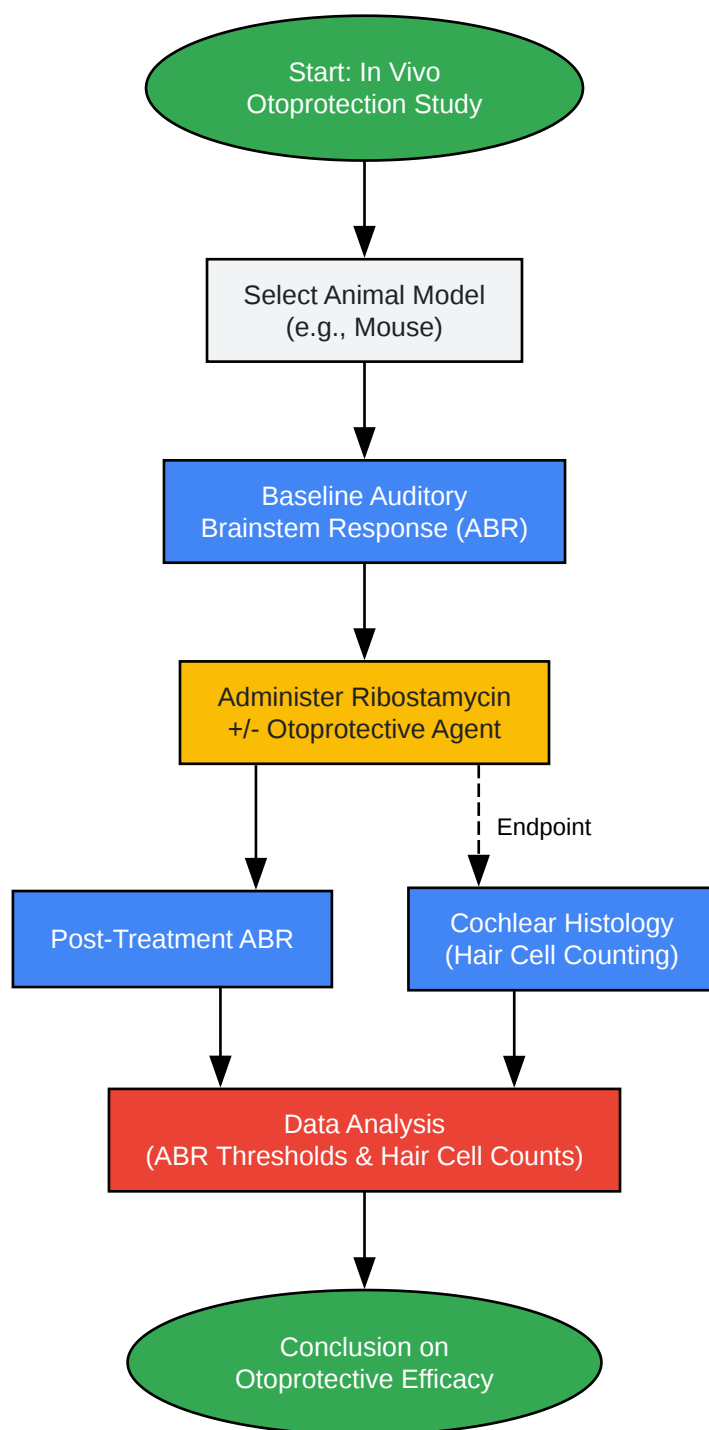 Start: In Vivo
Otoprotection Study
Select Animal Model
(e.g., Mouse)
Baseline Auditory
Brainstem Response (ABR)
Administer Ribostamycin
+/- Otoprotective Agent
Endpoint
Post-Treatment ABR
Cochlear Histology
(Hair Cell Counting)
Data Analysis
(ABR Thresholds & Hair Cell Counts)
Conclusion on
Otoprotective Efficacy